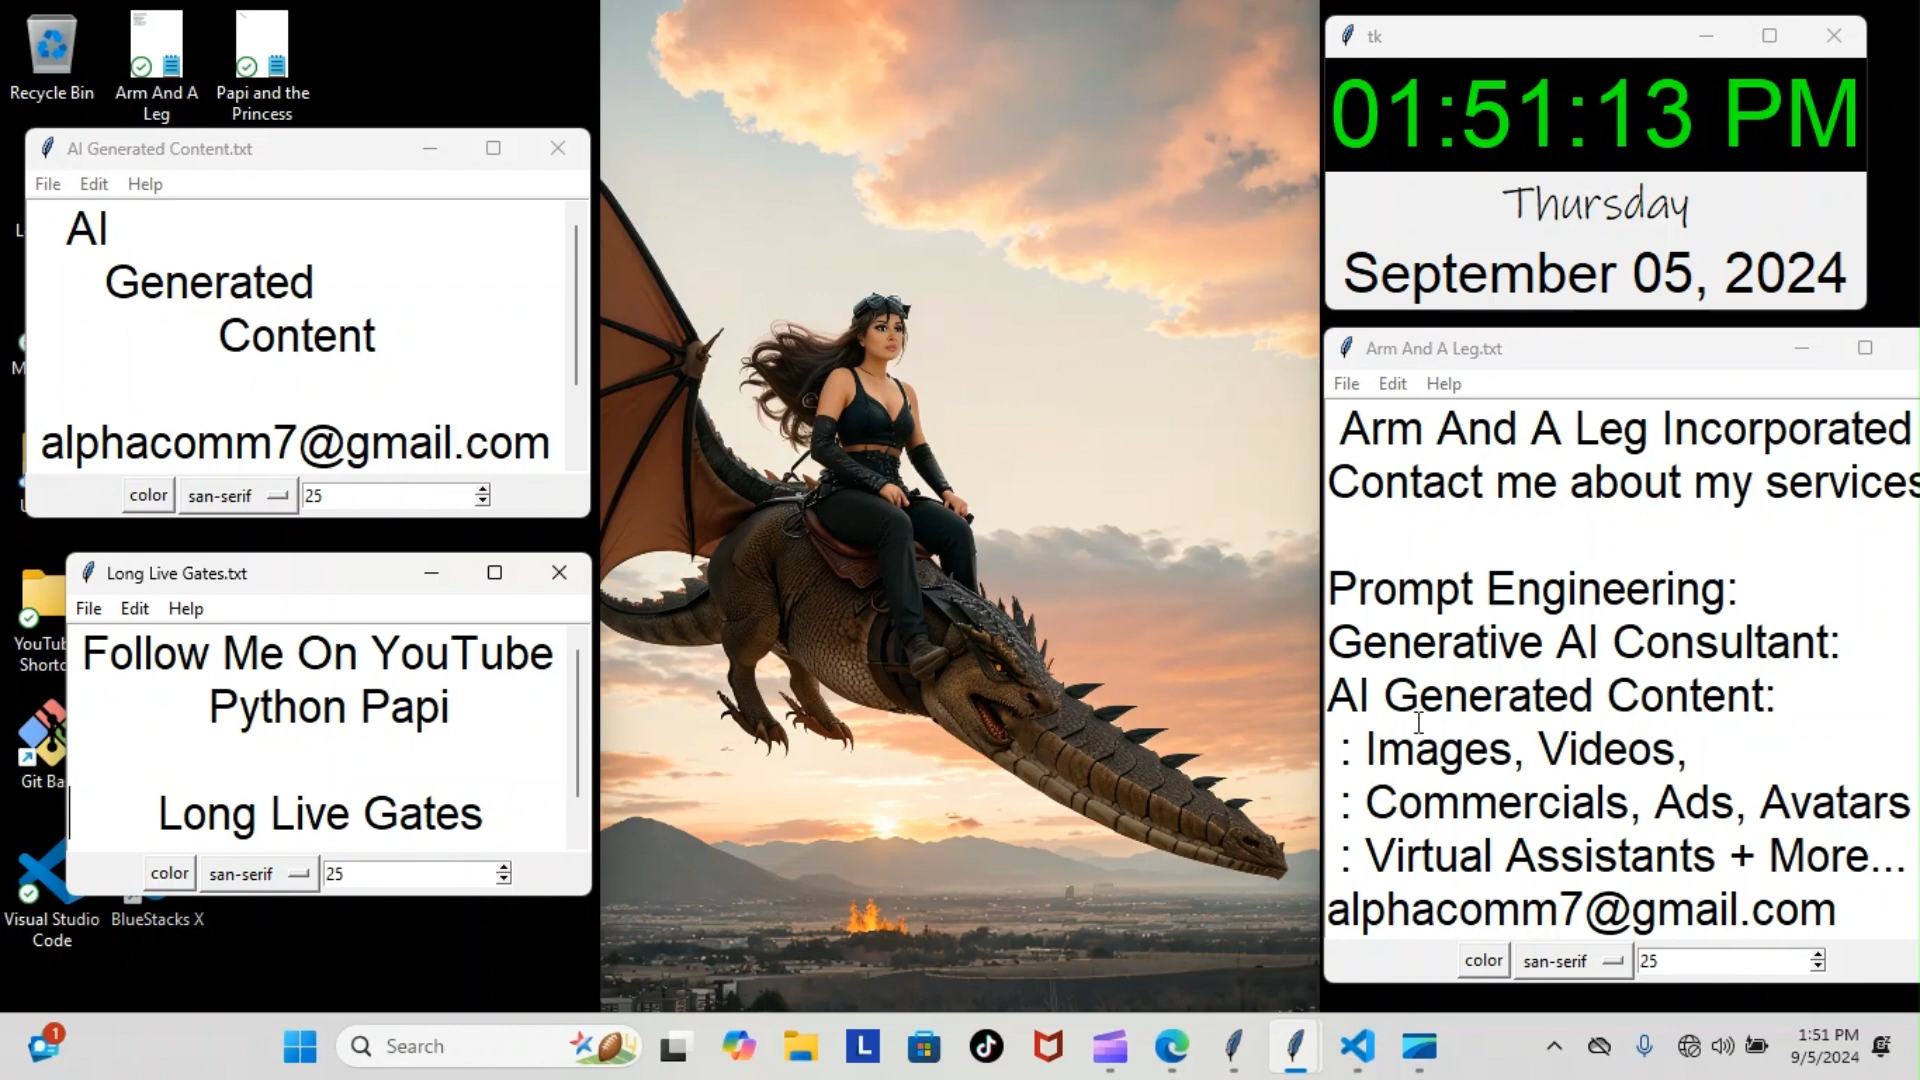 Recycle Bin
Arm And A
Leg
Papi and the
Princess
AI Generated Content.txt
File Edit Help
AI
Generated
Content
alphacomm7@gmail.com
color san-serif 25
Long Live Gates.txt
File Edit Help
Follow Me On YouTube
Python Papi
Long Live Gates
color san-serif 25
Git Ba
Visual Studio
Code
BlueStacks X
tk
01:51:13 PM
Thursday
September 05, 2024
Arm And A Leg.txt
File Edit Help
Arm And A Leg Incorporated
Contact me about my services
Prompt Engineering:
Generative AI Consultant:
AI Generated Content:
: Images, Videos,
: Commercials, Ads, Avatars
: Virtual Assistants + More...
alphacomm7@gmail.com
color san-serif 25
1
Search
L
1:51 PM
9/5/2024